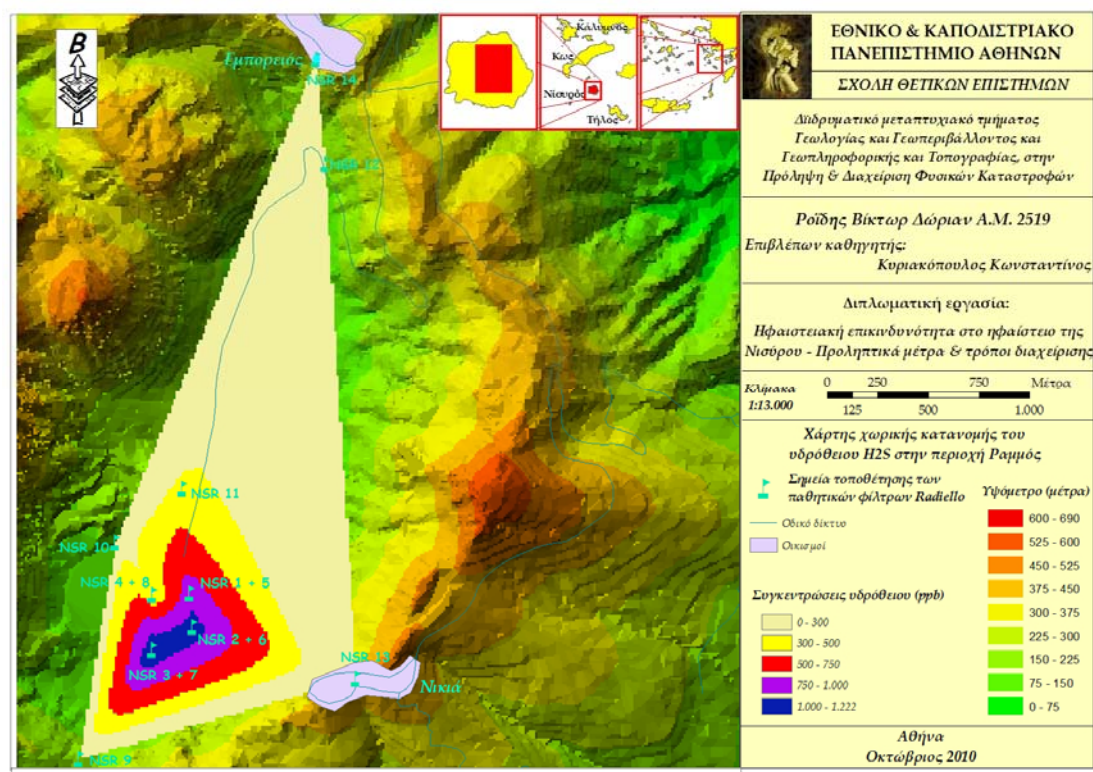 Β
Εμπορειός
NSR 14
NSR 12
NSR 11
NSR 10
NSR 4 + 8
NSR 1 + 5
NSR 2 + 6
NSR 3 + 7
NSR 13
Νικιά
NSR 9
Κάλυμνος
Κως
Νίσυρος
Τήλος
ΕΘΝΙΚΟ & ΚΑΠΟΔΙΣΤΡΙΑΚΟ
ΠΑΝΕΠΙΣΤΗΜΙΟ ΑΘΗΝΩΝ
ΣΧΟΛΗ ΘΕΤΙΚΩΝ ΕΠΙΣΤΗΜΩΝ
Διϊδρυματικό μεταπτυχιακό τμήματος
Γεωλογίας και Γεωπεριβάλλοντος και
Γεωπληροφορικής και Τοπογραφίας, στην
Πρόληψη & Διαχείριση Φυσικών Καταστροφών
Ροΐδης Βίκτωρ Δώριαν Α.Μ. 2519
Επιβλέπων καθηγητής:
Κυριακόπουλος Κωνσταντίνος
Διπλωματική εργασία:
Ηφαιστειακή επικινδυνότητα στο ηφαίστειο της
Νισύρου - Προληπτικά μέτρα & τρόποι διαχείρισης
Κλίμακα
1:13.000
0 250 750 Μέτρα
125 500 1.000
Χάρτης χωρικής κατανομής του
υδρόθειου H2S στην περιοχή Ραμμός
Σημεία τοποθέτησης των
παθητικών φίλτρων Radiello
Οδικό δίκτυο
Οικισμοί
Συγκεντρώσεις υδρόθειου (ppb)
0 - 300
300 - 500
500 - 750
750 - 1.000
1.000 - 1.222
Υψόμετρο (μέτρα)
600 - 690
525 - 600
450 - 525
375 - 450
300 - 375
225 - 300
150 - 225
75 - 150
0 - 75
Αθήνα
Οκτώβριος 2010